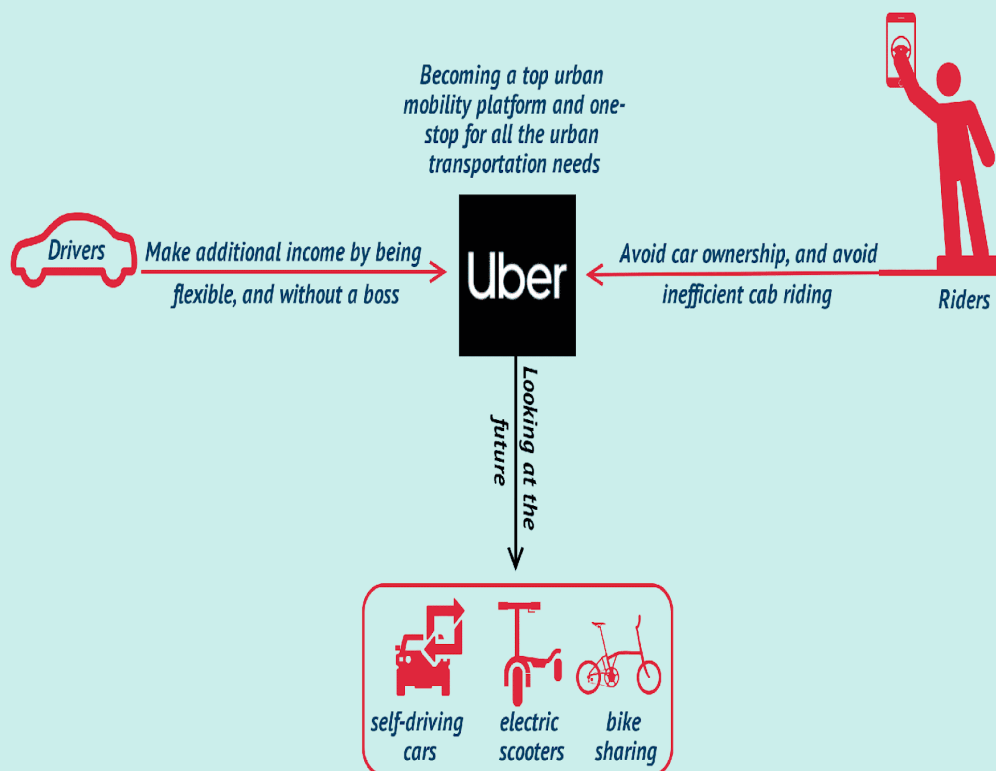 Becoming a top urban
mobility platform and one-
stop for all the urban
transportation needs
Drivers
Make additional income by being
flexible, and without a boss
Uber
Avoid car ownership, and avoid
inefficient cab riding
Riders
Looking at the
future
self-driving
cars
electric
scooters
bike
sharing